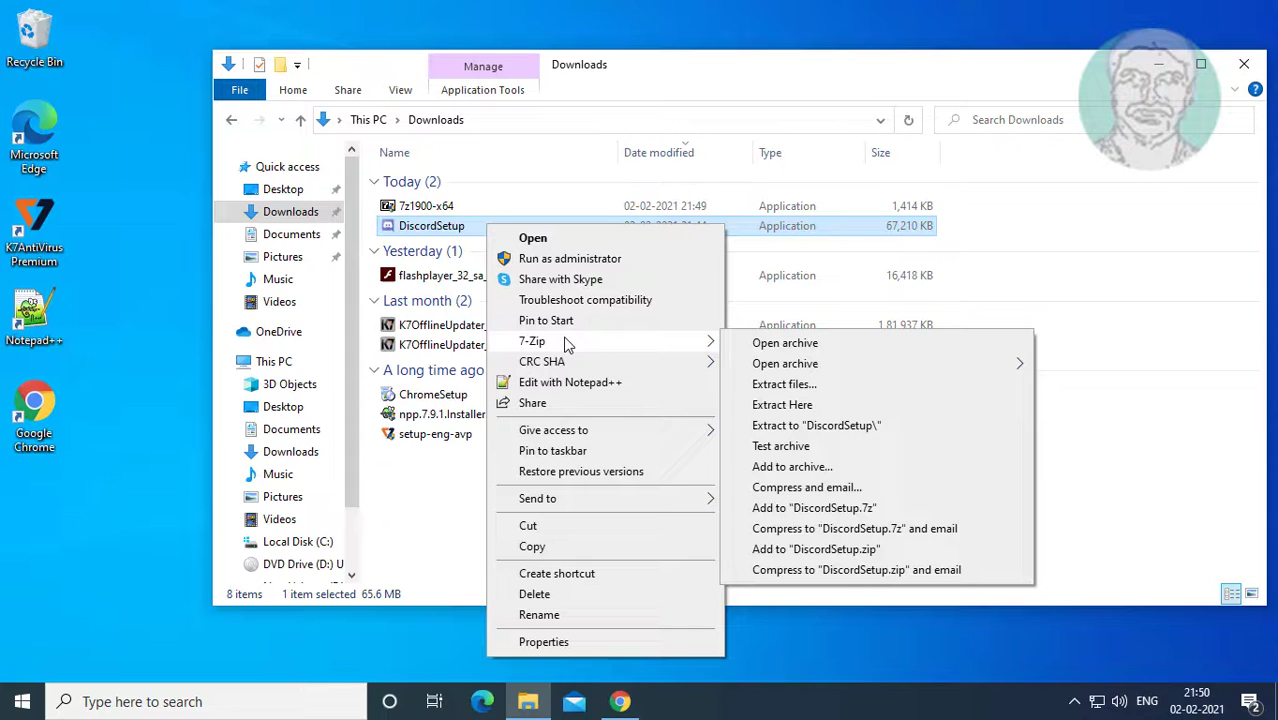 Recycle Bin
Microsoft
Edge
K7AntiVirus
Premium
Notepad++
Google
Chrome
Manage
Downloads
File
Home
Share
View
Application Tools
This PC
Downloads
Search Downloads
Quick access
Desktop
Downloads
Documents
Pictures
Music
Videos
OneDrive
This PC
3D Objects
Desktop
Documents
Downloads
Music
Pictures
Videos
Local Disk (C:)
DVD Drive (D:) U
Name
Date modified
Type
Size
Today (2)
7z1900-x64
02-02-2021 21:49
Application
1,414 KB
DiscordSetup
Application
67,210 KB
Yesterday (1)
flashplayer_32_sa_
Application
16,418 KB
Last month (2)
K7OfflineUpdater_
Application
1,81,937 KB
K7OfflineUpdater_
A long time ago
ChromeSetup
npp.7.9.1.Installer
setup-eng-avp
Open
Run as administrator
Share with Skype
Troubleshoot compatibility
Pin to Start
7-Zip
CRC SHA
Edit with Notepad++
Share
Give access to
Pin to taskbar
Restore previous versions
Send to
Cut
Copy
Create shortcut
Delete
Rename
Properties
Open archive
Open archive
Extract files...
Extract Here
Extract to "DiscordSetup\"
Test archive
Add to archive...
Compress and email...
Add to "DiscordSetup.7z"
Compress to "DiscordSetup.7z" and email
Add to "DiscordSetup.zip"
Compress to "DiscordSetup.zip" and email
8 items
1 item selected
65.6 MB
Type here to search
ENG
21:50
02-02-2021
2